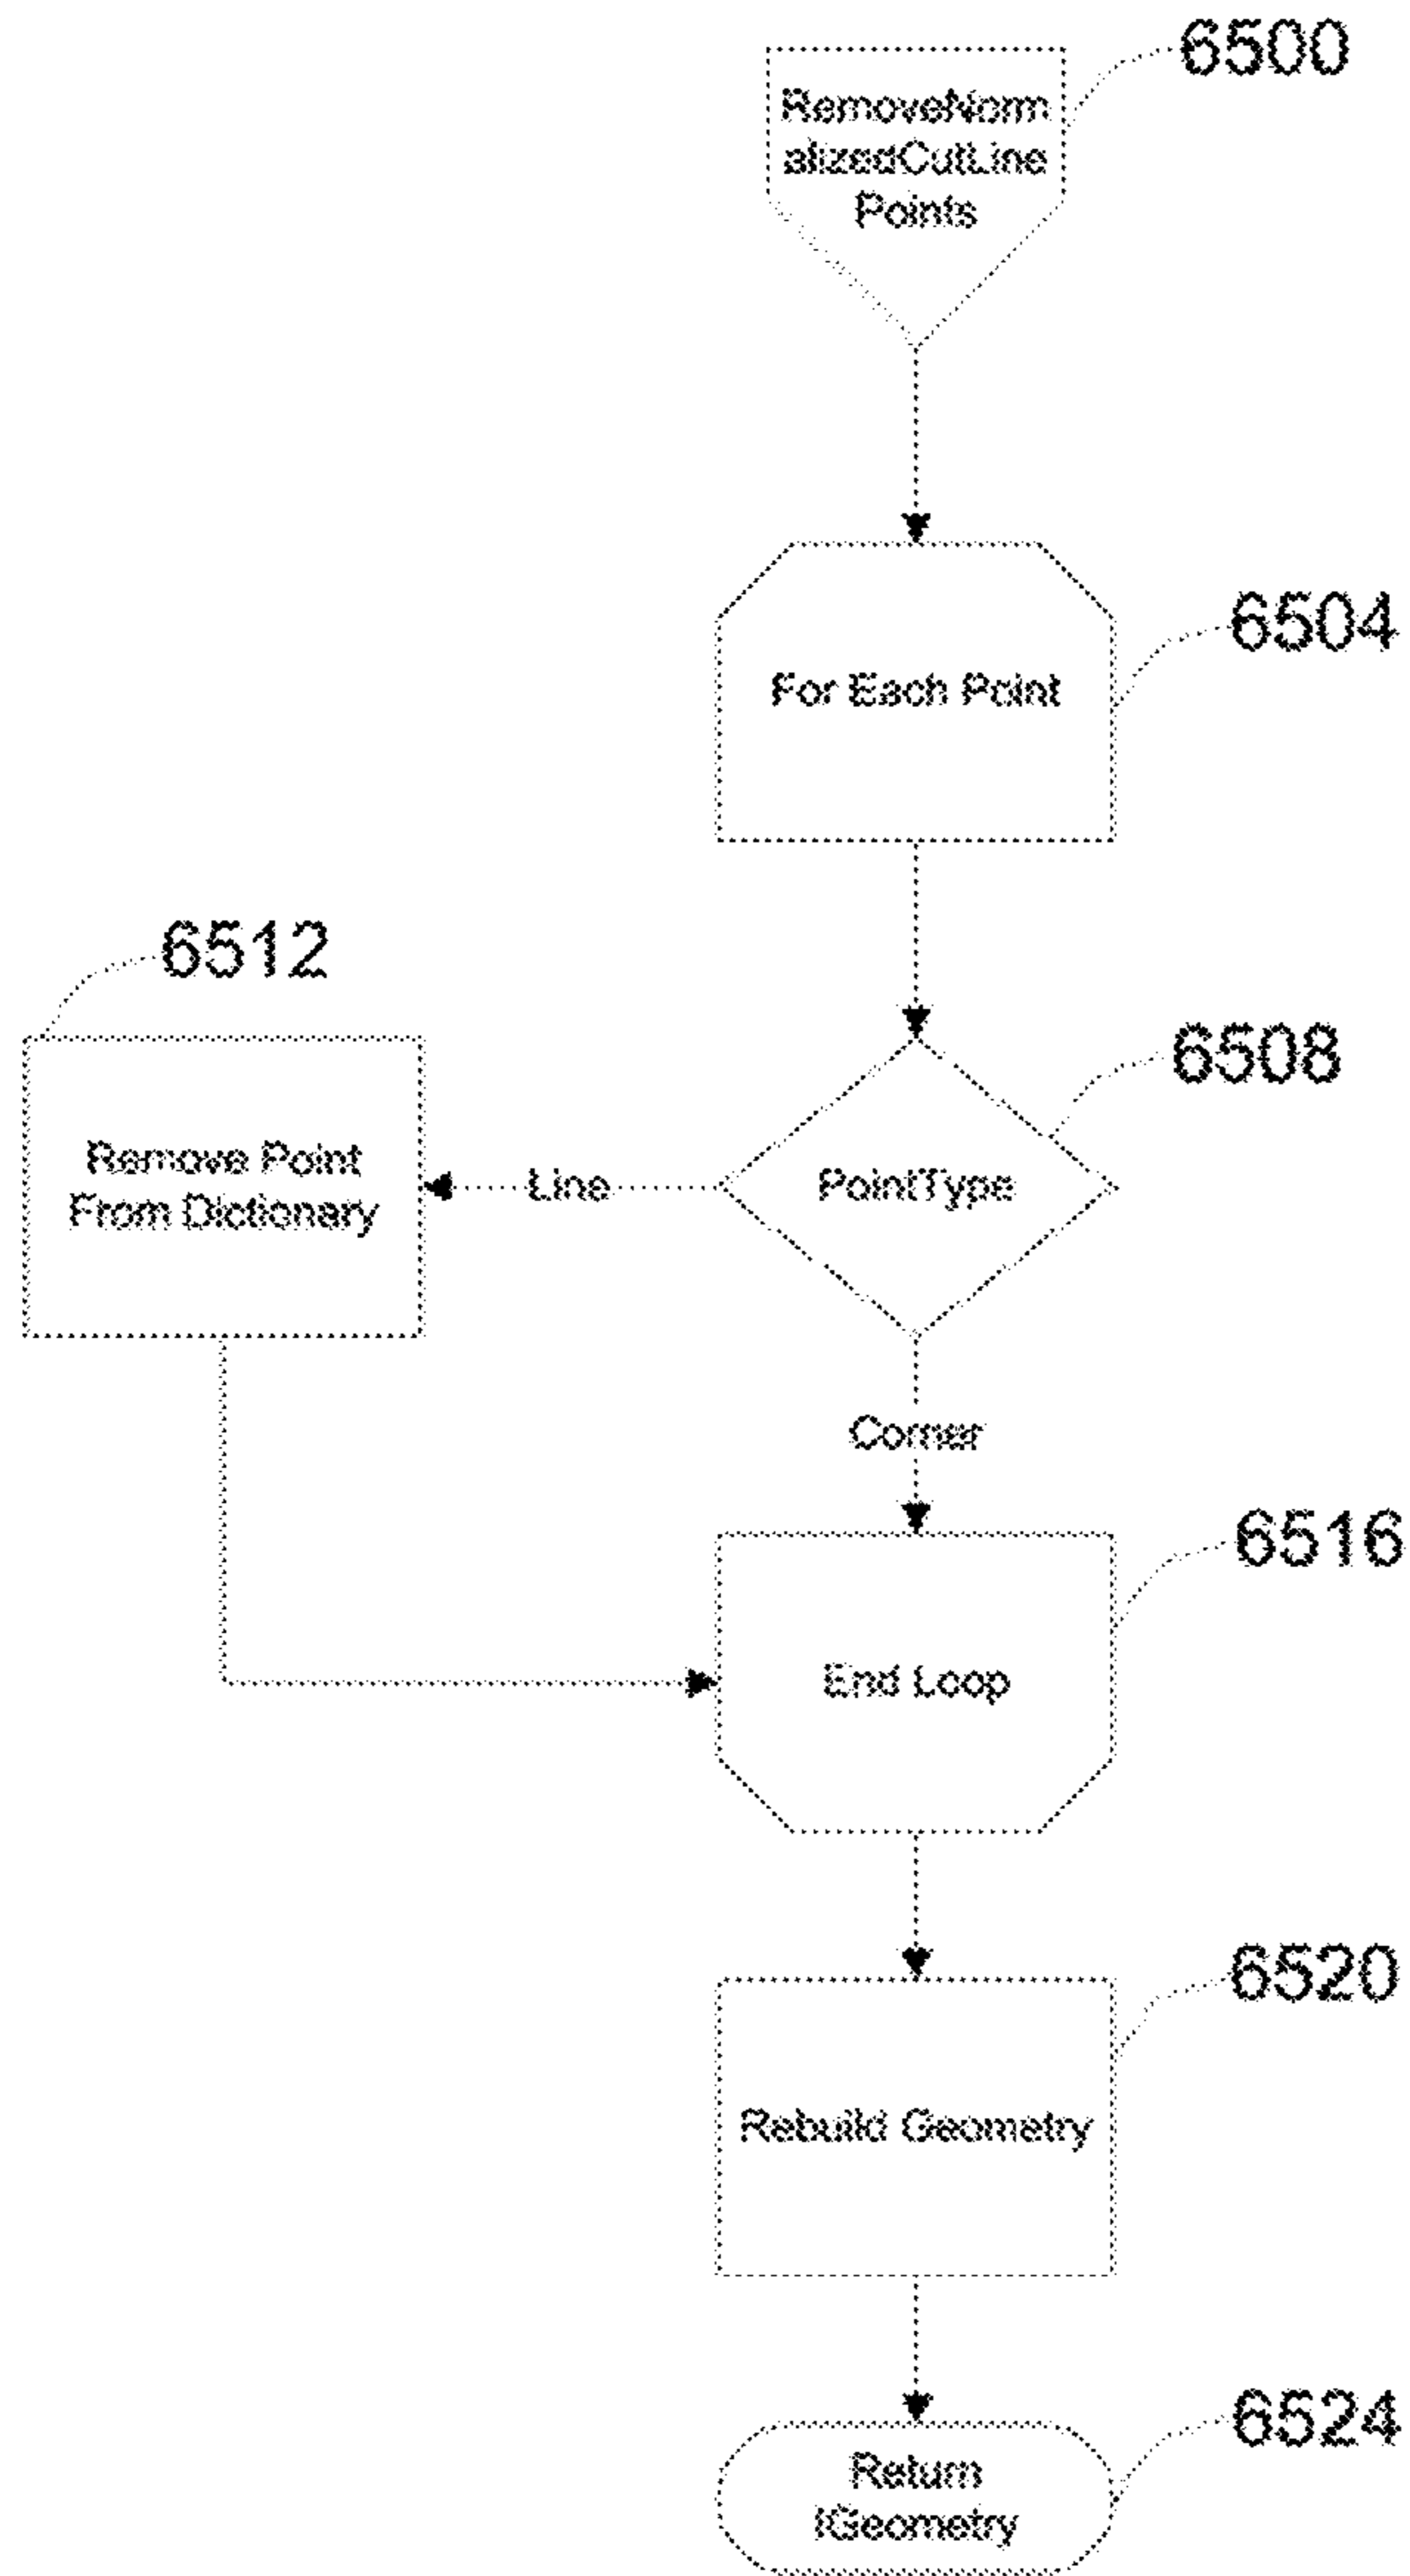 6500
RemoveNorm
alizedCutLine
Points
6504
For Each Point
6512
6508
Remove Point
From Dictionary
Line
PointType
Corner
6516
End Loop
6520
Rebuild Geometry
6524
Return
IGeometry